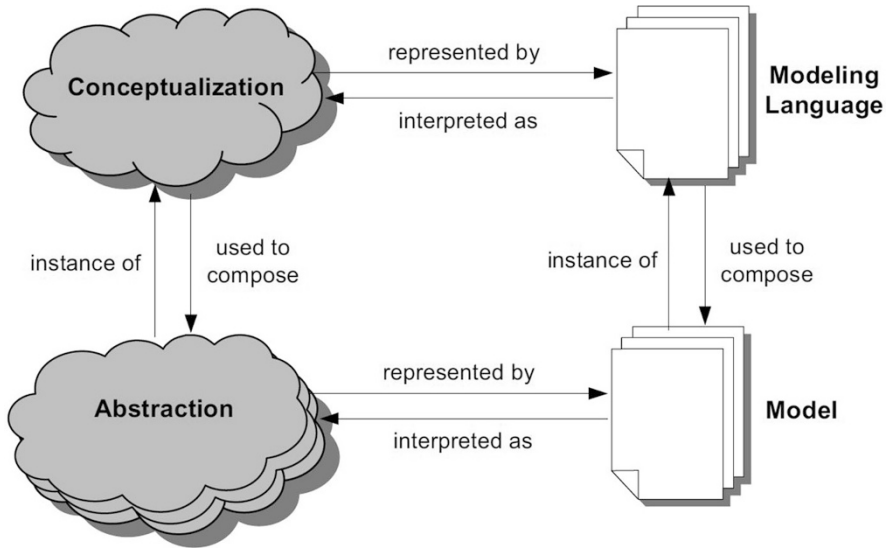 Conceptualization
represented by
interpreted as
Modeling
Language
instance of
used to
compose
instance of
used to
compose
Abstraction
represented by
interpreted as
Model